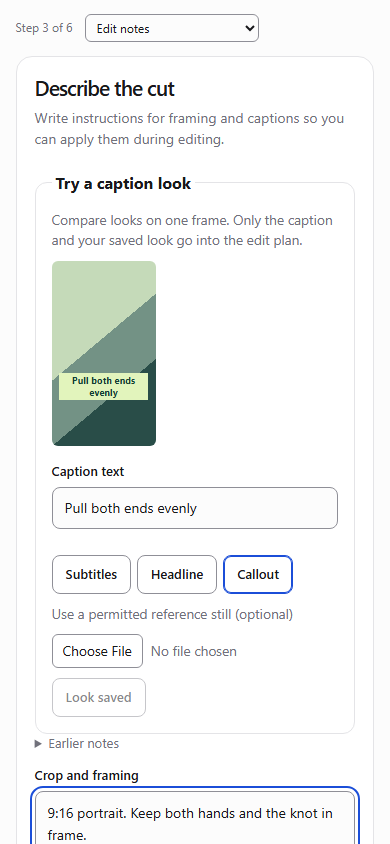 Step 3 of 6
Edit notes
Describe the cut
Write instructions for framing and captions so you
can apply them during editing.
Try a caption look
Compare looks on one frame. Only the caption
and your saved look go into the edit plan.
Pull both ends
evenly
Caption text
Pull both ends evenly
Subtitles
Headline
Callout
Use a permitted reference still (optional)
Choose File
No file chosen
Look saved
Earlier notes
Crop and framing
9:16 portrait. Keep both hands and the knot in
frame.